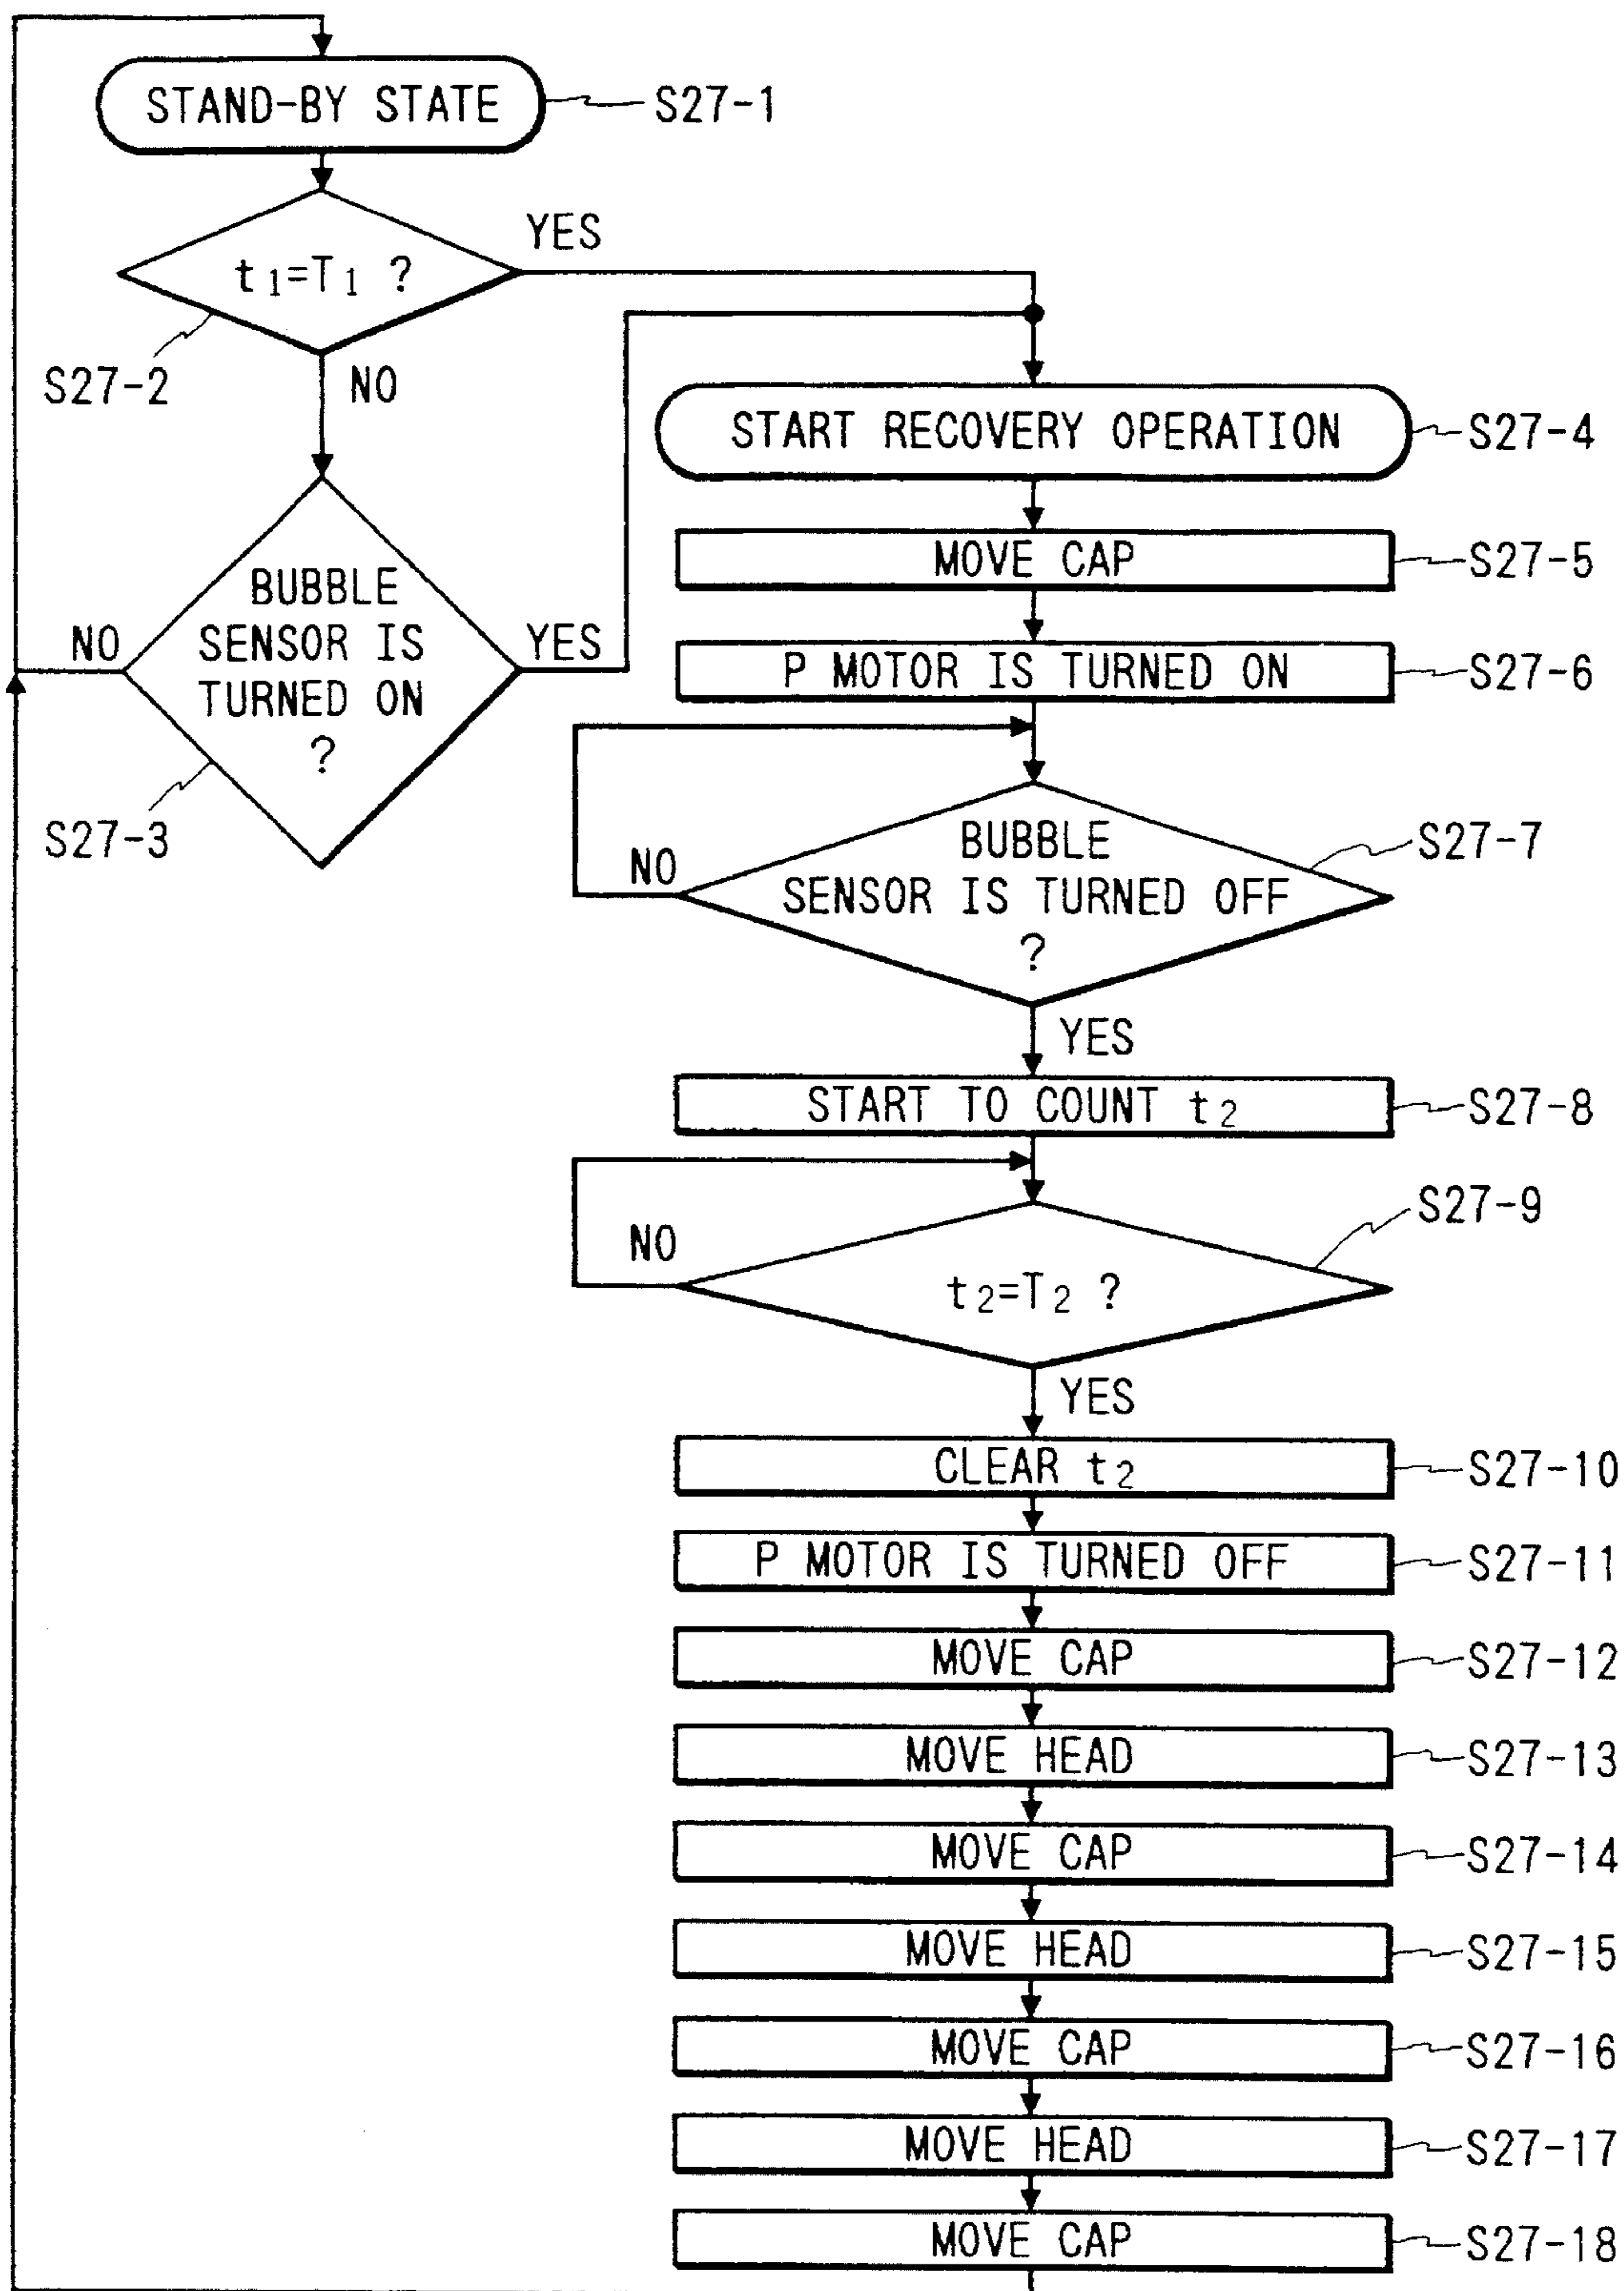 STAND-BY STATE
S27-1
t1=T1 ?
YES
S27-2
NO
START RECOVERY OPERATION
S27-4
MOVE CAP
S27-5
BUBBLE
SENSOR IS
TURNED ON
?
NO
YES
S27-3
P MOTOR IS TURNED ON
S27-6
BUBBLE
SENSOR IS TURNED OFF
?
NO
S27-7
YES
START TO COUNT t2
S27-8
t2=T2 ?
NO
S27-9
YES
CLEAR t2
S27-10
P MOTOR IS TURNED OFF
S27-11
MOVE CAP
S27-12
MOVE HEAD
S27-13
MOVE CAP
S27-14
MOVE HEAD
S27-15
MOVE CAP
S27-16
MOVE HEAD
S27-17
MOVE CAP
S27-18